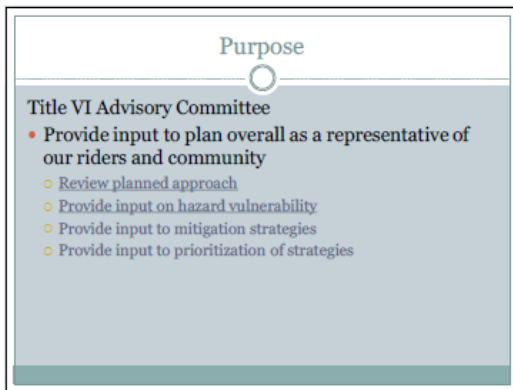 Purpose
Title VI Advisory Committee
• Provide input to plan overall as a representative of
our riders and community
○ Review planned approach
○ Provide input on hazard vulnerability
○ Provide input to mitigation strategies
○ Provide input to prioritization of strategies